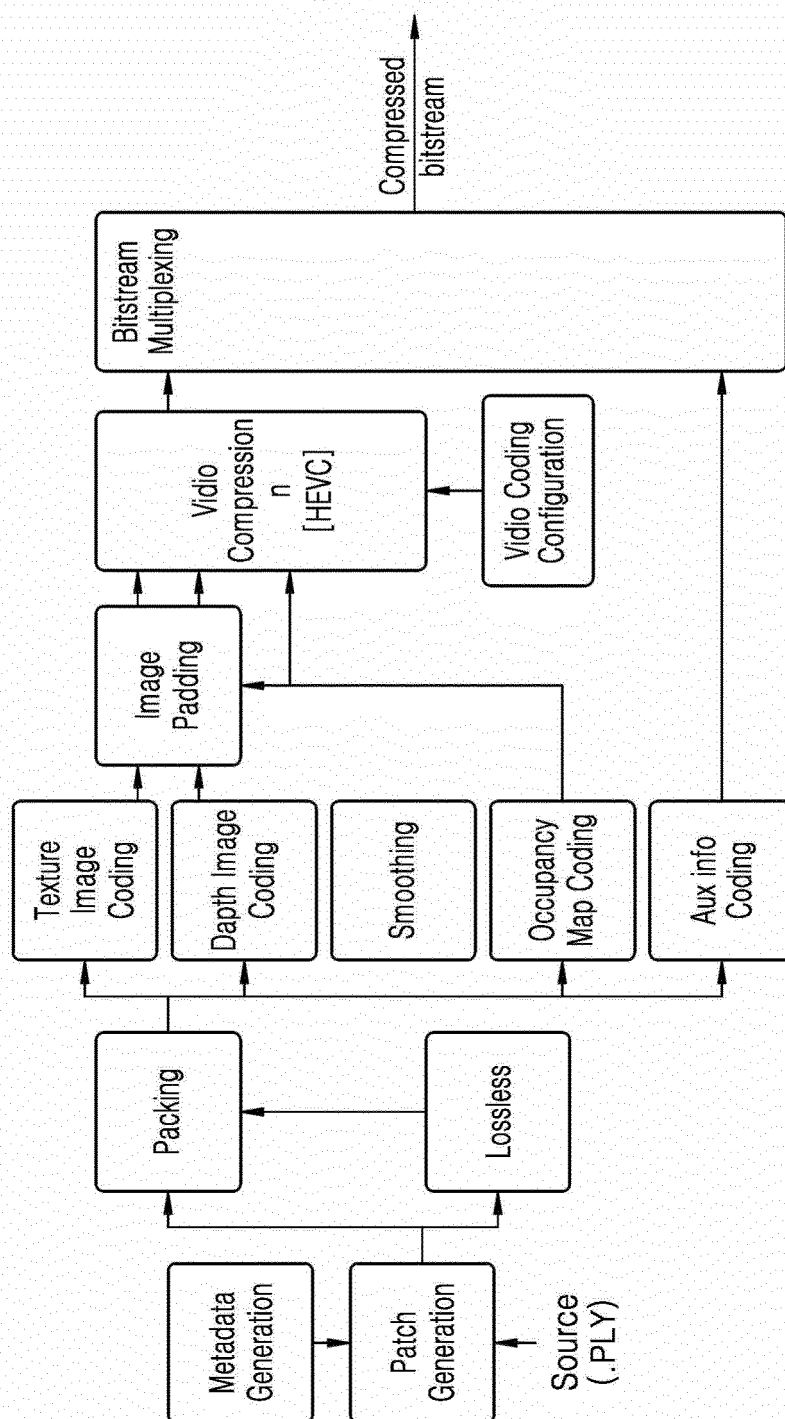 Metadata
Generation
Patch
Generation
Source
(.PLY)
Packing
Lossless
Texture
Image
Coding
Dapth Image
Coding
Smoothing
Occupancy
Map Coding
Aux info
Coding
Image
Padding
Vidio
Compression
n
[HEVC]
Vidio Coding
Configuration
Bitstream
Multiplexing
Compressed
bitstream